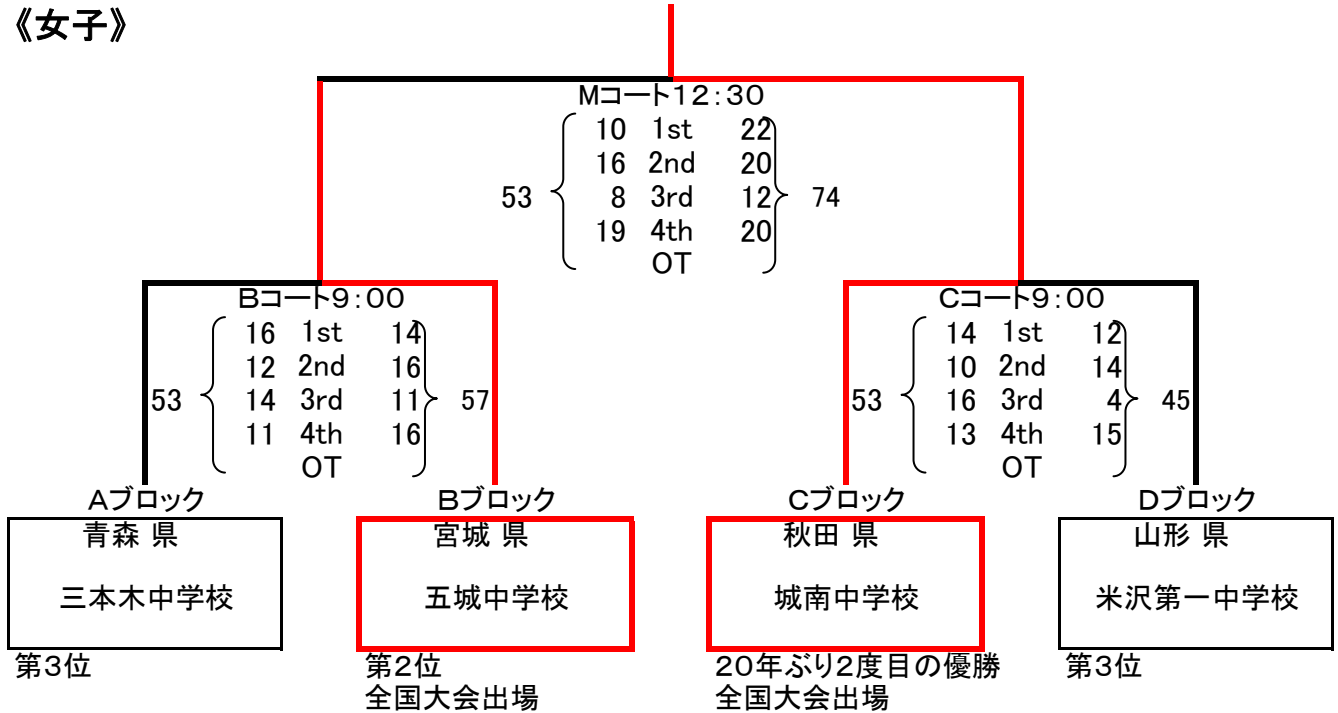 《女子》
Mコート12:30
10 1st 22
16 2nd 20
53 8 3rd 12 74
19 4th 20
OT
Bコート9:00 Cコート9:00
16 1st 14 14 1st 12
12 2nd 16 10 2nd 14
53 14 3rd 11 57 53 16 3rd 4 45
11 4th 16 13 4th 15
OT OT
Aブロック Bブロック Cブロック Dブロック
青森 県 宮城 県 秋田 県 山形 県
三本木中学校 五城中学校 城南中学校 米沢第一中学校
第3位 第2位 20年ぶり2度目の優勝 第3位
全国大会出場 全国大会出場